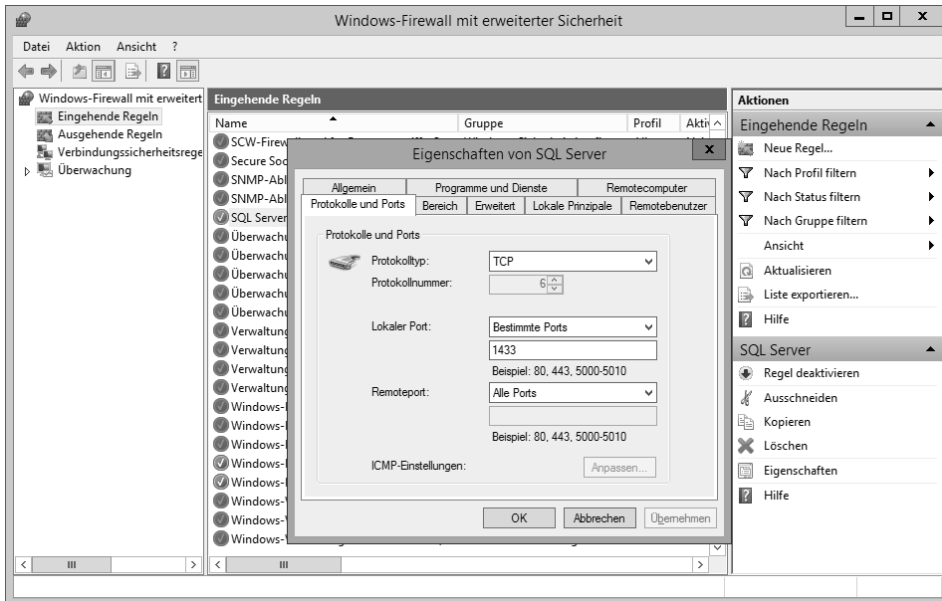 Windows-Firewall mit erweiterter Sicherheit
Datei Aktion Ansicht ?
Windows-Firewall mit erweitert
Eingehende Regeln
Ausgehende Regeln
Verbindungssicherheitsrege
Überwachung
Eingehende Regeln
Name Gruppe Profil Aktiv
SCW-Firew
Secure Soc
SNMP-Abl
SNMP-Abl
SQL Server
Überwachu
Überwachu
Überwachu
Überwachu
Überwachu
Verwaltung
Verwaltung
Verwaltung
Verwaltung
Windows-
Windows-
Windows-
Windows-
Windows-
Windows-
Windows-
Windows-
Eigenschaften von SQL Server
Allgemein Programme und Dienste Remotecomputer
Protokolle und Ports Bereich Erweitert Lokale Prinzipale Remotebenutzer
Protokolle und Ports
Protokolltyp: TCP
Protokollnummer: 6
Lokaler Port: Bestimmte Ports
1433
Beispiel: 80, 443, 5000-5010
Remoteport: Alle Ports
Beispiel: 80, 443, 5000-5010
ICMP-Einstellungen: Anpassen...
OK Abbrechen Übernehmen
Aktionen
Eingehende Regeln
Neue Regel...
Nach Profil filtern
Nach Status filtern
Nach Gruppe filtern
Ansicht
Aktualisieren
Liste exportieren...
Hilfe
SQL Server
Regel deaktivieren
Ausschneiden
Kopieren
Löschen
Eigenschaften
Hilfe